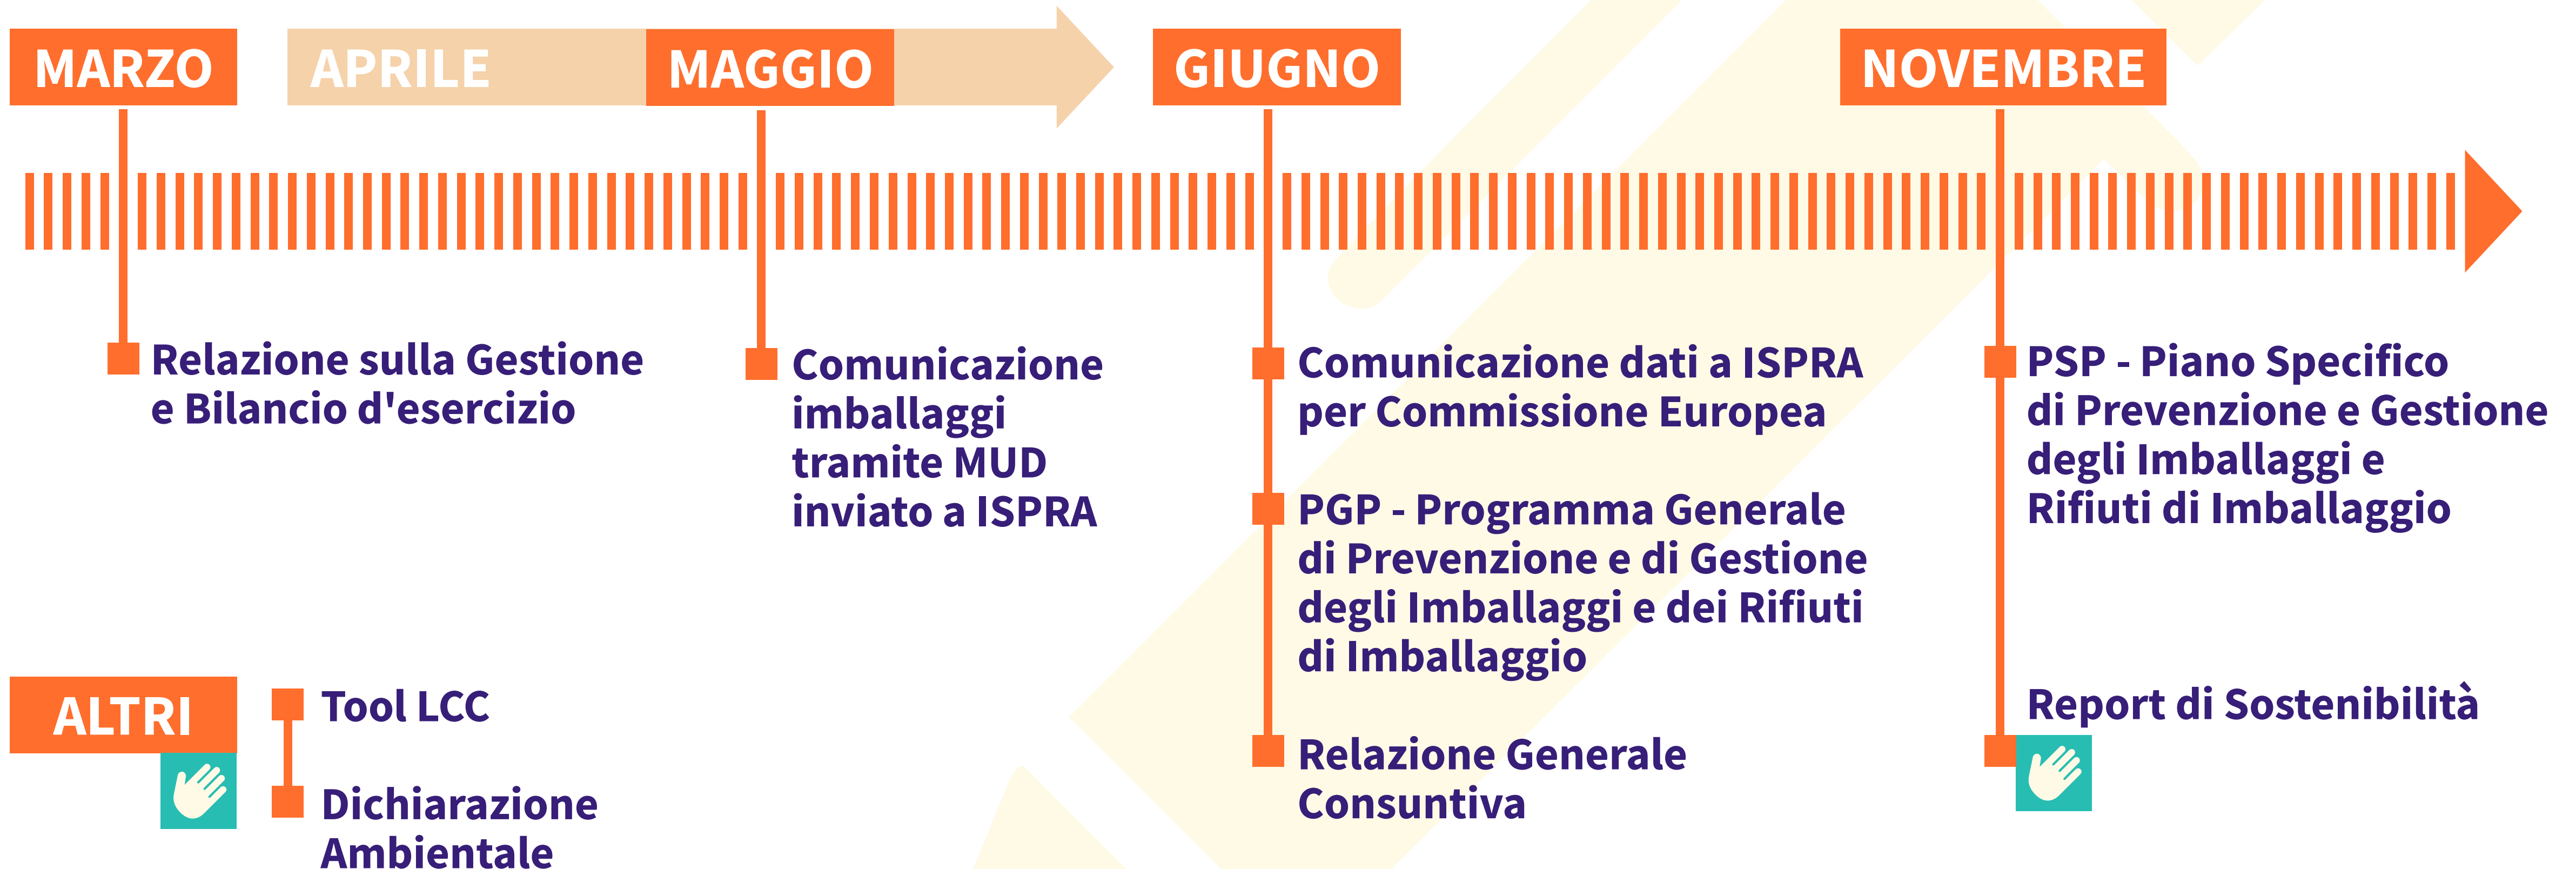 MARZO
APRILE
MAGGIO
GIUGNO
NOVEMBRE
Relazione sulla Gestione
e Bilancio d'esercizio
Comunicazione
imballaggi
tramite MUD
inviato a ISPRA
Comunicazione dati a ISPRA
per Commissione Europea
PGP - Programma Generale
di Prevenzione e di Gestione
degli Imballaggi e dei Rifiuti
di Imballaggio
Relazione Generale
Consuntiva
PSP - Piano Specifico
di Prevenzione e Gestione
degli Imballaggi e
Rifiuti di Imballaggio
Report di Sostenibilità
ALTRI
Tool LCC
Dichiarazione
Ambientale